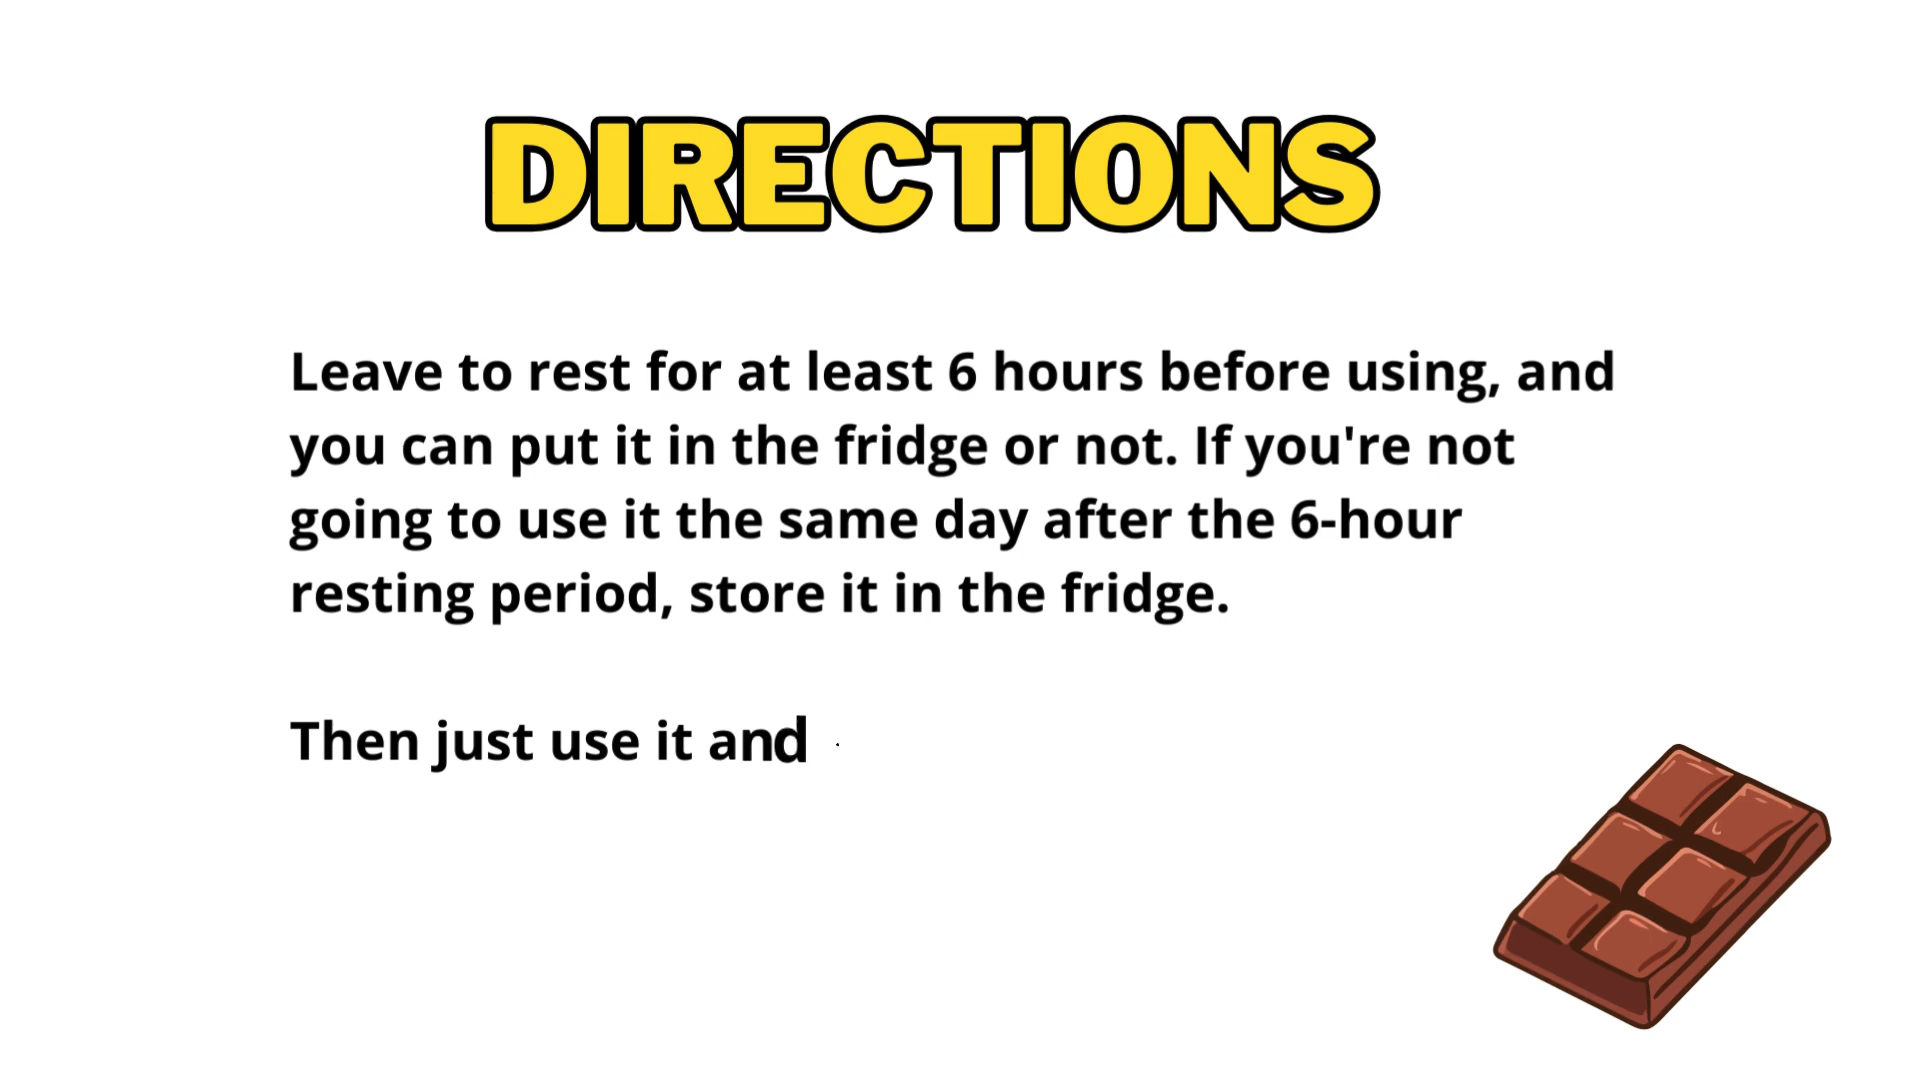 DIRECTIONS
Leave to rest for at least 6 hours before using, and
you can put it in the fridge or not. If you're not
going to use it the same day after the 6-hour
resting period, store it in the fridge.
Then just use it and